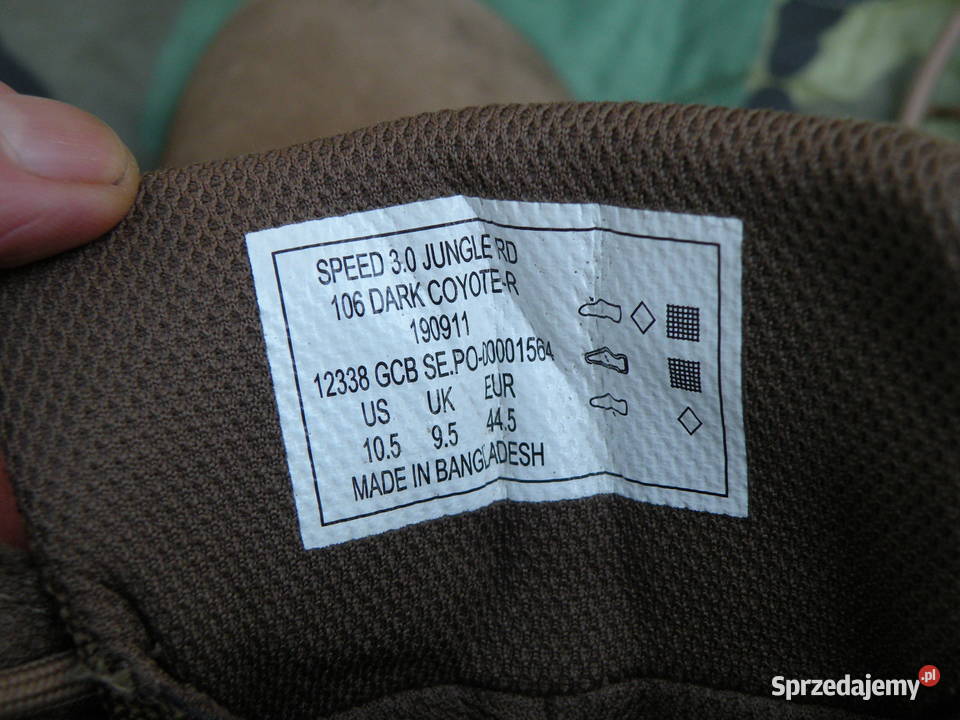 SPEED 3.0 JUNGLE RD
106 DARK COYOTE-R
190911
12338 GCB SE.PO-00001564
US UK EUR
10.5 9.5 44.5
MADE IN BANGLADESH
Sprzedajemy.pl